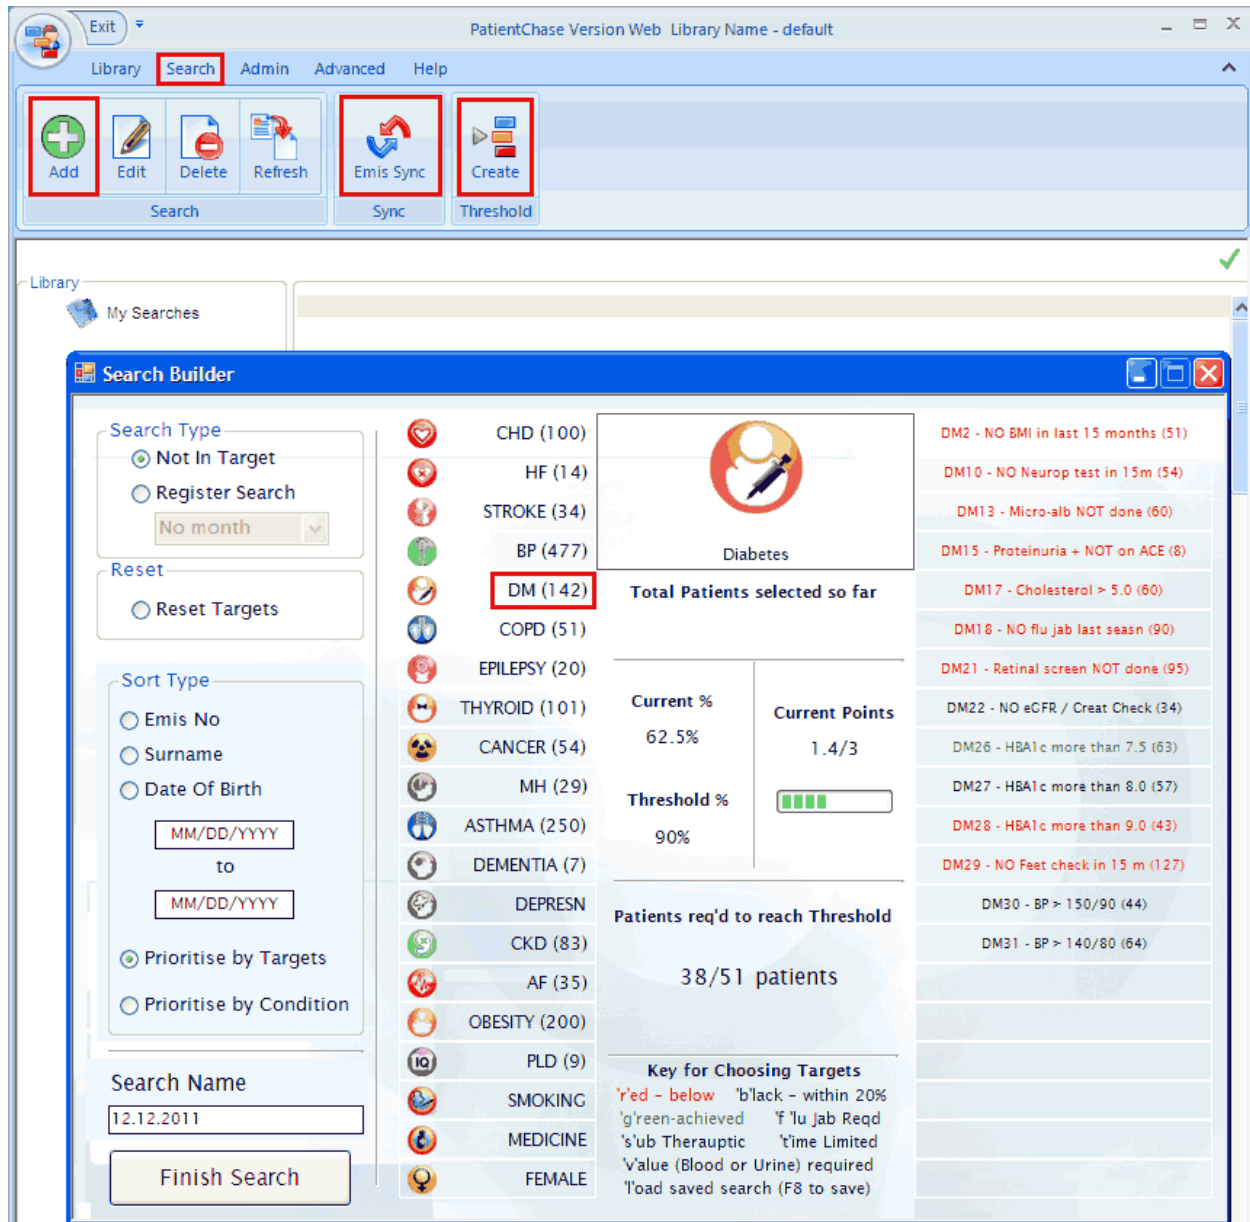 Exit
PatientChase Version Web Library Name - default
Library Search Admin Advanced Help
Add Edit Delete Refresh Emis Sync Create
Search Sync Threshold
Library
My Searches
Search Builder
Search Type
Not In Target
Register Search
No month
Reset
Reset Targets
Sort Type
Emis No
Surname
Date Of Birth
MM/DD/YYYY
to
MM/DD/YYYY
Prioritise by Targets
Prioritise by Condition
Search Name
12.12.2011
Finish Search
CHD (100)
HF (14)
STROKE (34)
BP (477)
DM (142)
COPD (51)
EPILEPSY (20)
THYROID (101)
CANCER (54)
MH (29)
ASTHMA (250)
DEMENTIA (7)
DEPRESN
CKD (83)
AF (35)
OBESITY (200)
IQ PLD (9)
SMOKING
MEDICINE
FEMALE
Diabetes
Total Patients selected so far
Current %
62.5%
Threshold %
90%
Current Points
1.4/3
Patients req'd to reach Threshold
38/51 patients
Key for Choosing Targets
'r'ed - below 'b'lack - within 20%
'g'reen-achieved 'f 'lu Jab Reqd
's'ub Therauptic 't'ime Limited
'v'alue (Blood or Urine) required
'l'oad saved search (F8 to save)
DM2 - NO BMI in last 15 months (51)
DM10 - NO Neurop test in 15m (54)
DM13 - Micro-alb NOT done (60)
DM15 - Proteinuria + NOT on ACE (8)
DM17 - Cholesterol > 5.0 (60)
DM18 - NO flu jab last seasn (90)
DM21 - Retinal screen NOT done (95)
DM22 - NO eGFR / Creat Check (34)
DM26 - HBA1c more than 7.5 (63)
DM27 - HBA1c more than 8.0 (57)
DM28 - HBA1c more than 9.0 (43)
DM29 - NO Feet check in 15 m (127)
DM30 - BP > 150/90 (44)
DM31 - BP > 140/80 (64)